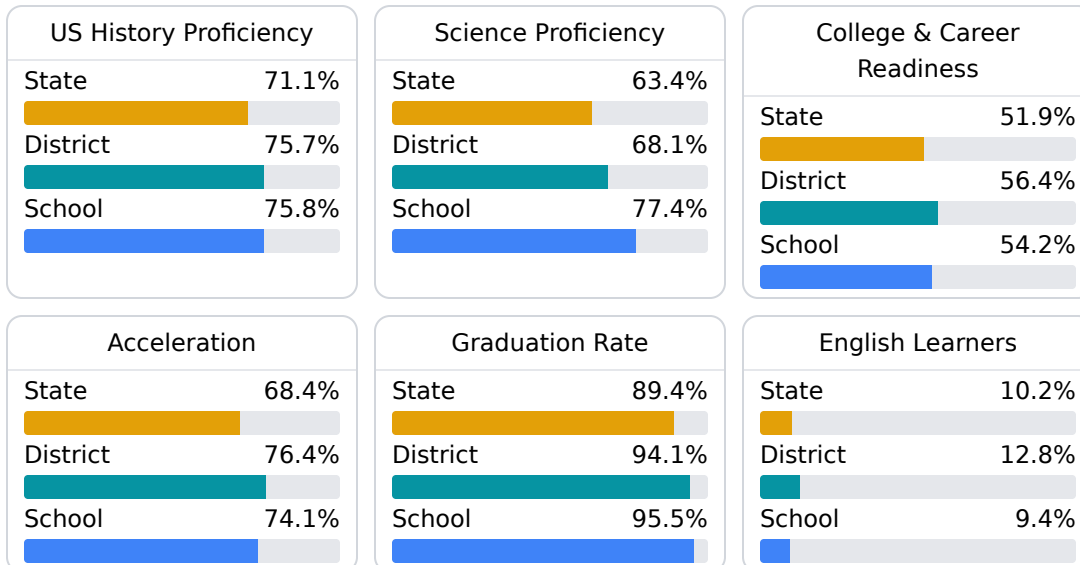 US History Proficiency
State 71.1%
District 75.7%
School 75.8%
Science Proficiency
State 63.4%
District 68.1%
School 77.4%
College & Career
Readiness
State 51.9%
District 56.4%
School 54.2%
Acceleration
State 68.4%
District 76.4%
School 74.1%
Graduation Rate
State 89.4%
District 94.1%
School 95.5%
English Learners
State 10.2%
District 12.8%
School 9.4%